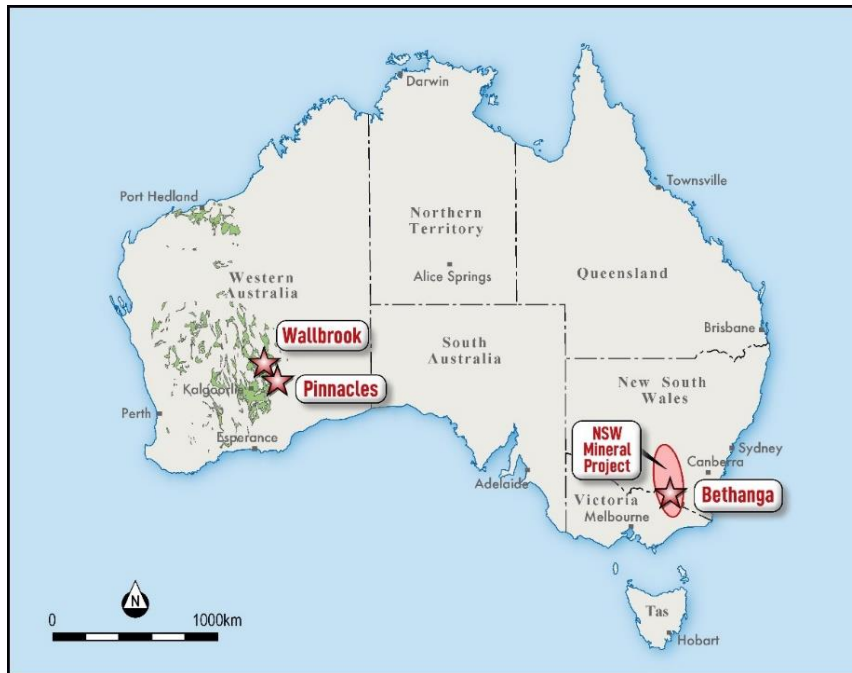 Darwin
Port Hedland
Townsville
Northern
Territory
Alice Springs
Queensland
Western
Australia
Wallbrook
South
Australia
Brisbane
Kalgoorlie
Pinnacles
New South
Wales
Perth
Esperance
NSW
Mineral
Project
Sydney
Canberra
Adelaide
Bethanga
Victoria
Melbourne
N
0 1000km
Tas
Hobart